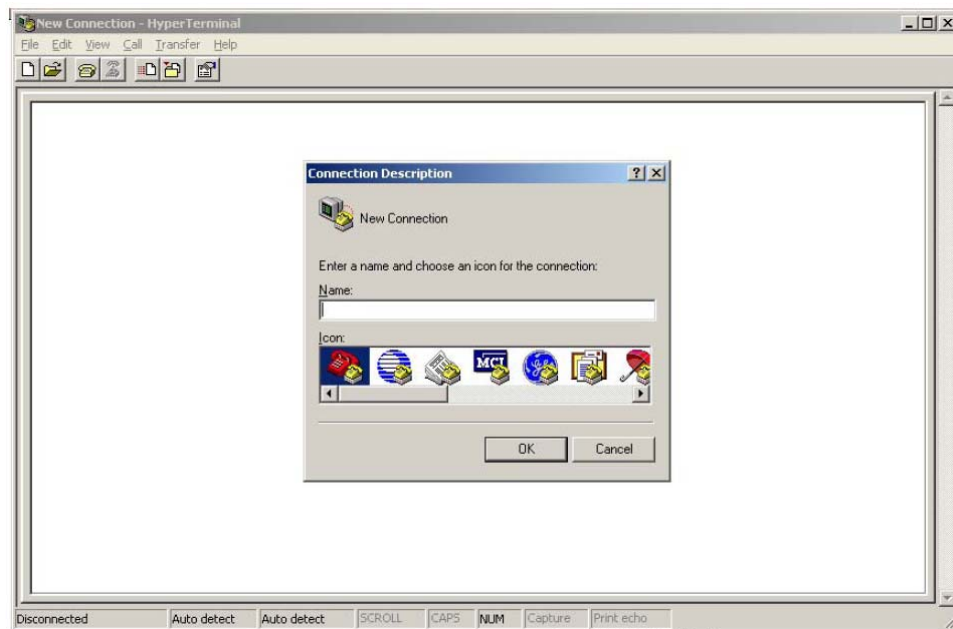 New Connection - HyperTerminal
File Edit View Call Transfer Help
Connection Description
New Connection
Enter a name and choose an icon for the connection:
Name:
Icon:
MCI
OK Cancel
Disconnected Auto detect Auto detect SCROLL CAPS NUM Capture Print echo